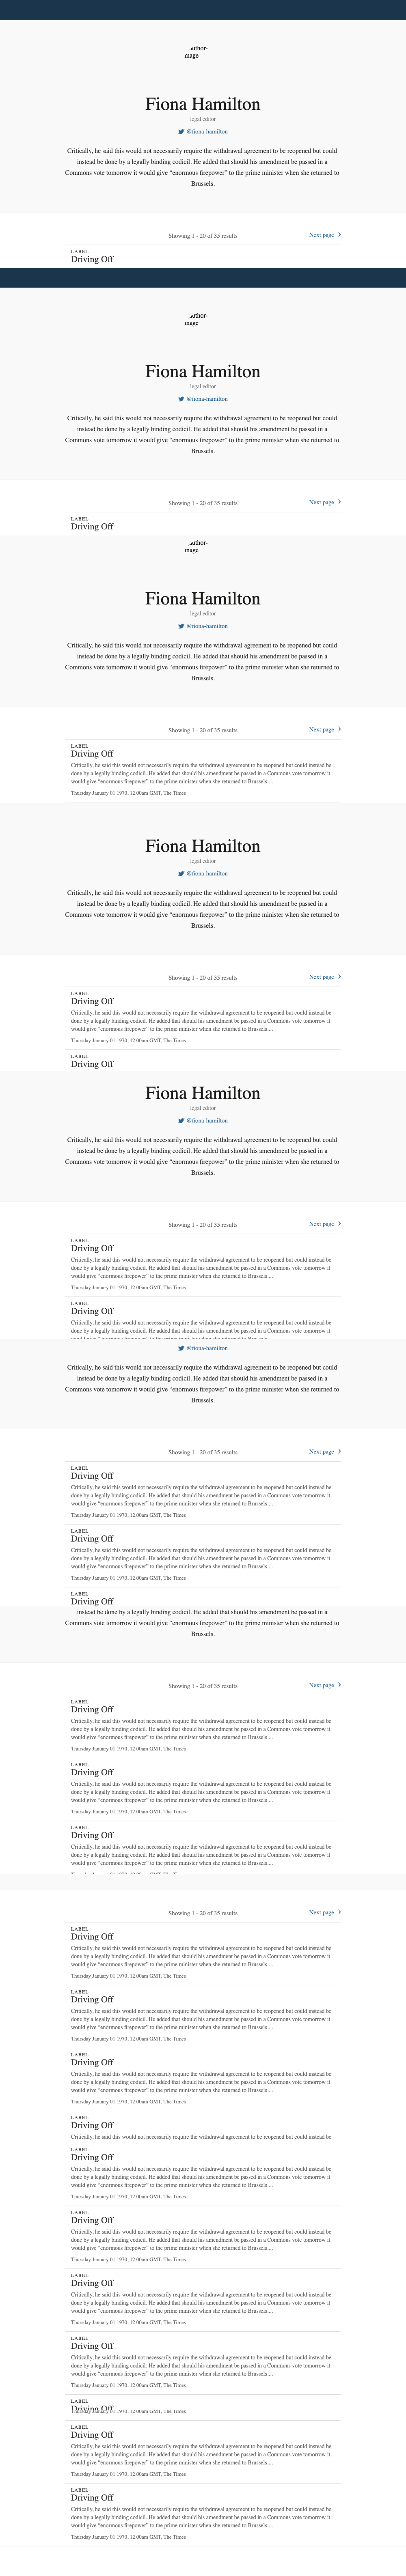 uthor-
mage
Fiona Hamilton
legal editor
@fiona-hamilton
Critically, he said this would not necessarily require the withdrawal agreement to be reopened but could
instead be done by a legally binding codicil. He added that should his amendment be passed in a
Commons vote tomorrow it would give “enormous firepower” to the prime minister when she returned to
Brussels.
Showing 1 - 20 of 35 results
Next page
LABEL
Driving Off
uthor-
mage
Fiona Hamilton
legal editor
@fiona-hamilton
Critically, he said this would not necessarily require the withdrawal agreement to be reopened but could
instead be done by a legally binding codicil. He added that should his amendment be passed in a
Commons vote tomorrow it would give “enormous firepower” to the prime minister when she returned to
Brussels.
Showing 1 - 20 of 35 results
Next page
LABEL
Driving Off
uthor-
mage
Fiona Hamilton
legal editor
@fiona-hamilton
Critically, he said this would not necessarily require the withdrawal agreement to be reopened but could
instead be done by a legally binding codicil. He added that should his amendment be passed in a
Commons vote tomorrow it would give “enormous firepower” to the prime minister when she returned to
Brussels.
Showing 1 - 20 of 35 results
Next page
LABEL
Driving Off
Critically, he said this would not necessarily require the withdrawal agreement to be reopened but could instead be
done by a legally binding codicil. He added that should his amendment be passed in a Commons vote tomorrow it
would give “enormous firepower” to the prime minister when she returned to Brussels....
Thursday January 01 1970, 12.00am GMT, The Times
Fiona Hamilton
legal editor
@fiona-hamilton
Critically, he said this would not necessarily require the withdrawal agreement to be reopened but could
instead be done by a legally binding codicil. He added that should his amendment be passed in a
Commons vote tomorrow it would give “enormous firepower” to the prime minister when she returned to
Brussels.
Showing 1 - 20 of 35 results
Next page
LABEL
Driving Off
Critically, he said this would not necessarily require the withdrawal agreement to be reopened but could instead be
done by a legally binding codicil. He added that should his amendment be passed in a Commons vote tomorrow it
would give “enormous firepower” to the prime minister when she returned to Brussels....
Thursday January 01 1970, 12.00am GMT, The Times
LABEL
Driving Off
Fiona Hamilton
legal editor
@fiona-hamilton
Critically, he said this would not necessarily require the withdrawal agreement to be reopened but could
instead be done by a legally binding codicil. He added that should his amendment be passed in a
Commons vote tomorrow it would give “enormous firepower” to the prime minister when she returned to
Brussels.
Showing 1 - 20 of 35 results
Next page
LABEL
Driving Off
Critically, he said this would not necessarily require the withdrawal agreement to be reopened but could instead be
done by a legally binding codicil. He added that should his amendment be passed in a Commons vote tomorrow it
would give “enormous firepower” to the prime minister when she returned to Brussels....
Thursday January 01 1970, 12.00am GMT, The Times
LABEL
Driving Off
Critically, he said this would not necessarily require the withdrawal agreement to be reopened but could instead be
done by a legally binding codicil. He added that should his amendment be passed in a Commons vote tomorrow it
@fiona-hamilton
Critically, he said this would not necessarily require the withdrawal agreement to be reopened but could
instead be done by a legally binding codicil. He added that should his amendment be passed in a
Commons vote tomorrow it would give “enormous firepower” to the prime minister when she returned to
Brussels.
Showing 1 - 20 of 35 results
Next page
LABEL
Driving Off
Critically, he said this would not necessarily require the withdrawal agreement to be reopened but could instead be
done by a legally binding codicil. He added that should his amendment be passed in a Commons vote tomorrow it
would give “enormous firepower” to the prime minister when she returned to Brussels....
Thursday January 01 1970, 12.00am GMT, The Times
LABEL
Driving Off
Critically, he said this would not necessarily require the withdrawal agreement to be reopened but could instead be
done by a legally binding codicil. He added that should his amendment be passed in a Commons vote tomorrow it
would give “enormous firepower” to the prime minister when she returned to Brussels....
Thursday January 01 1970, 12.00am GMT, The Times
LABEL
Driving Off
instead be done by a legally binding codicil. He added that should his amendment be passed in a
Commons vote tomorrow it would give “enormous firepower” to the prime minister when she returned to
Brussels.
Showing 1 - 20 of 35 results
Next page
LABEL
Driving Off
Critically, he said this would not necessarily require the withdrawal agreement to be reopened but could instead be
done by a legally binding codicil. He added that should his amendment be passed in a Commons vote tomorrow it
would give “enormous firepower” to the prime minister when she returned to Brussels....
Thursday January 01 1970, 12.00am GMT, The Times
LABEL
Driving Off
Critically, he said this would not necessarily require the withdrawal agreement to be reopened but could instead be
done by a legally binding codicil. He added that should his amendment be passed in a Commons vote tomorrow it
would give “enormous firepower” to the prime minister when she returned to Brussels....
Thursday January 01 1970, 12.00am GMT, The Times
LABEL
Driving Off
Critically, he said this would not necessarily require the withdrawal agreement to be reopened but could instead be
done by a legally binding codicil. He added that should his amendment be passed in a Commons vote tomorrow it
would give “enormous firepower” to the prime minister when she returned to Brussels....
Showing 1 - 20 of 35 results
Next page
LABEL
Driving Off
Critically, he said this would not necessarily require the withdrawal agreement to be reopened but could instead be
done by a legally binding codicil. He added that should his amendment be passed in a Commons vote tomorrow it
would give “enormous firepower” to the prime minister when she returned to Brussels....
Thursday January 01 1970, 12.00am GMT, The Times
LABEL
Driving Off
Critically, he said this would not necessarily require the withdrawal agreement to be reopened but could instead be
done by a legally binding codicil. He added that should his amendment be passed in a Commons vote tomorrow it
would give “enormous firepower” to the prime minister when she returned to Brussels....
Thursday January 01 1970, 12.00am GMT, The Times
LABEL
Driving Off
Critically, he said this would not necessarily require the withdrawal agreement to be reopened but could instead be
done by a legally binding codicil. He added that should his amendment be passed in a Commons vote tomorrow it
would give “enormous firepower” to the prime minister when she returned to Brussels....
Thursday January 01 1970, 12.00am GMT, The Times
LABEL
Driving Off
Critically, he said this would not necessarily require the withdrawal agreement to be reopened but could instead be
LABEL
Driving Off
Critically, he said this would not necessarily require the withdrawal agreement to be reopened but could instead be
done by a legally binding codicil. He added that should his amendment be passed in a Commons vote tomorrow it
would give “enormous firepower” to the prime minister when she returned to Brussels....
Thursday January 01 1970, 12.00am GMT, The Times
LABEL
Driving Off
Critically, he said this would not necessarily require the withdrawal agreement to be reopened but could instead be
done by a legally binding codicil. He added that should his amendment be passed in a Commons vote tomorrow it
would give “enormous firepower” to the prime minister when she returned to Brussels....
Thursday January 01 1970, 12.00am GMT, The Times
LABEL
Driving Off
Critically, he said this would not necessarily require the withdrawal agreement to be reopened but could instead be
done by a legally binding codicil. He added that should his amendment be passed in a Commons vote tomorrow it
would give “enormous firepower” to the prime minister when she returned to Brussels....
Thursday January 01 1970, 12.00am GMT, The Times
LABEL
Driving Off
Critically, he said this would not necessarily require the withdrawal agreement to be reopened but could instead be
done by a legally binding codicil. He added that should his amendment be passed in a Commons vote tomorrow it
would give “enormous firepower” to the prime minister when she returned to Brussels....
Thursday January 01 1970, 12.00am GMT, The Times
LABEL
Driving Off
Thursday January 01 1970, 12.00am GMT, The Times
LABEL
Driving Off
Critically, he said this would not necessarily require the withdrawal agreement to be reopened but could instead be
done by a legally binding codicil. He added that should his amendment be passed in a Commons vote tomorrow it
would give “enormous firepower” to the prime minister when she returned to Brussels....
Thursday January 01 1970, 12.00am GMT, The Times
LABEL
Driving Off
Critically, he said this would not necessarily require the withdrawal agreement to be reopened but could instead be
done by a legally binding codicil. He added that should his amendment be passed in a Commons vote tomorrow it
would give “enormous firepower” to the prime minister when she returned to Brussels....
Thursday January 01 1970, 12.00am GMT, The Times